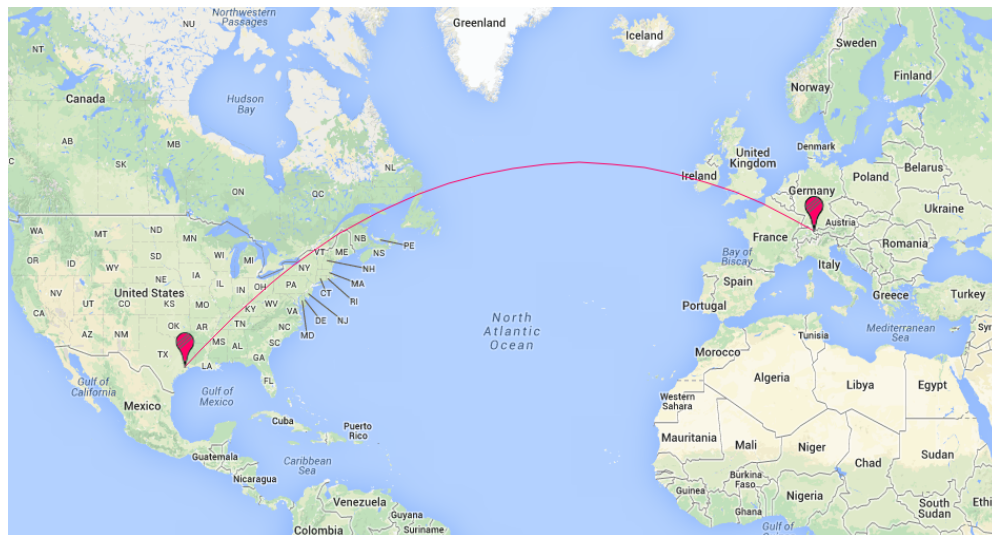 Northwestern
Passages
Greenland
Iceland
Sweden
Finland
Norway
NT
NU
Canada
Hudson
Bay
AB
SK
MB
ON
QC
NL
Denmark
United
Kingdom
Ireland
Belarus
Poland
Germany
Ukraine
Austria
France
Romania
Bay of
Biscay
Italy
Spain
Portugal
Greece
Turkey
WA
MT
ND
MN
OR
ID
WY
SD
WI
MI
IA
NV
UT
NE
United States
CO
KS
MO
IL
IN
OH
KY
WV
VA
PA
NY
VT
NB
ME
PE
NS
NH
MA
CT
RI
NJ
DE
MD
CA
AZ
NM
OK
AR
TN
NC
SC
MS
AL
GA
TX
LA
FL
North
Atlantic
Ocean
Mediterranean
Sea
Syr
Tunisia
Morocco
Algeria
Libya
Egypt
Western
Sahara
Gulf of
California
Gulf of
Mexico
Mexico
Cuba
Puerto
Rico
Guatemala
Caribbean
Sea
Nicaragua
Venezuela
Guyana
Suriname
Colombia
Mauritania
Mali
Niger
Chad
Sudan
Burkina
Faso
Guinea
Nigeria
Ghana
South
Sudan
Ethi
Gulf of